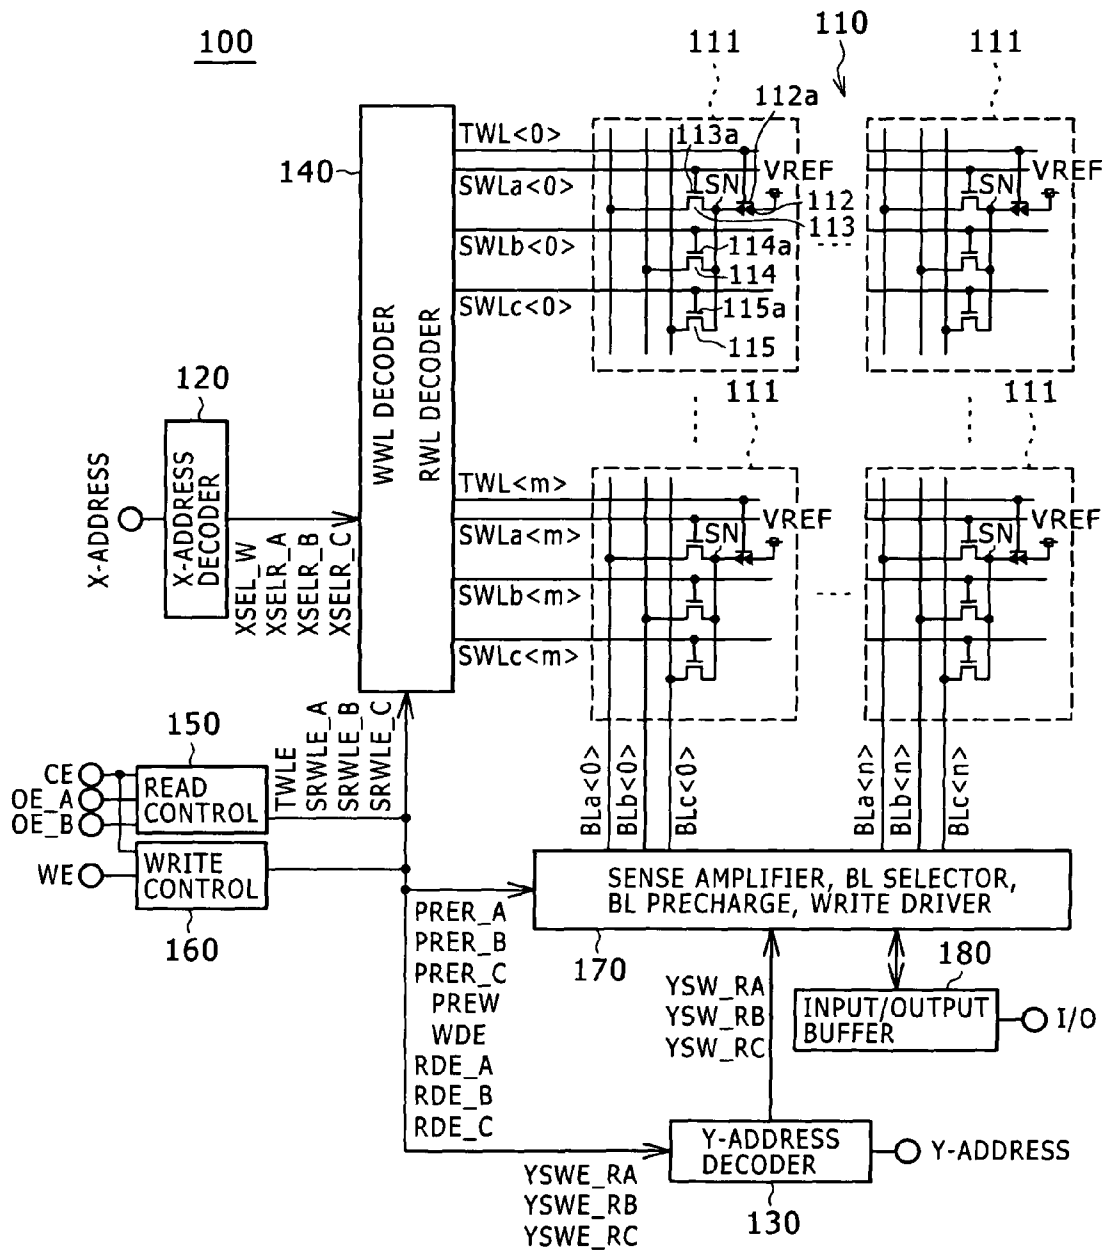 100
110
111
111
112a
TWL<0>
113a
140
SWLa<0>
SN
VREF
112
113
SN
VREF
SWLb<0>
114a
114
SWLc<0>
115a
115
WWL DECODER
RWL DECODER
120
X-ADDRESS
X-ADDRESS
DECODER
XSEL_W
XSELR_A
XSELR_B
XSELR_C
111
111
TWL<m>
SWLa<m>
SN
VREF
SN
VREF
SWLb<m>
SWLc<m>
150
CE
OE_A
OE_B
READ
CONTROL
TWLE
SRWLE_A
SRWLE_B
SRWLE_C
WE
WRITE
CONTROL
160
BLa<0>
BLb<0>
BLc<0>
BLa<n>
BLb<n>
BLc<n>
SENSE AMPLIFIER, BL SELECTOR,
BL PRECHARGE, WRITE DRIVER
170
PRER_A
PRER_B
PRER_C
PREW
WDE
RDE_A
RDE_B
RDE_C
YSW_RA
YSW_RB
YSW_RC
180
INPUT/OUTPUT
BUFFER
I/O
Y-ADDRESS
DECODER
Y-ADDRESS
130
YSWE_RA
YSWE_RB
YSWE_RC